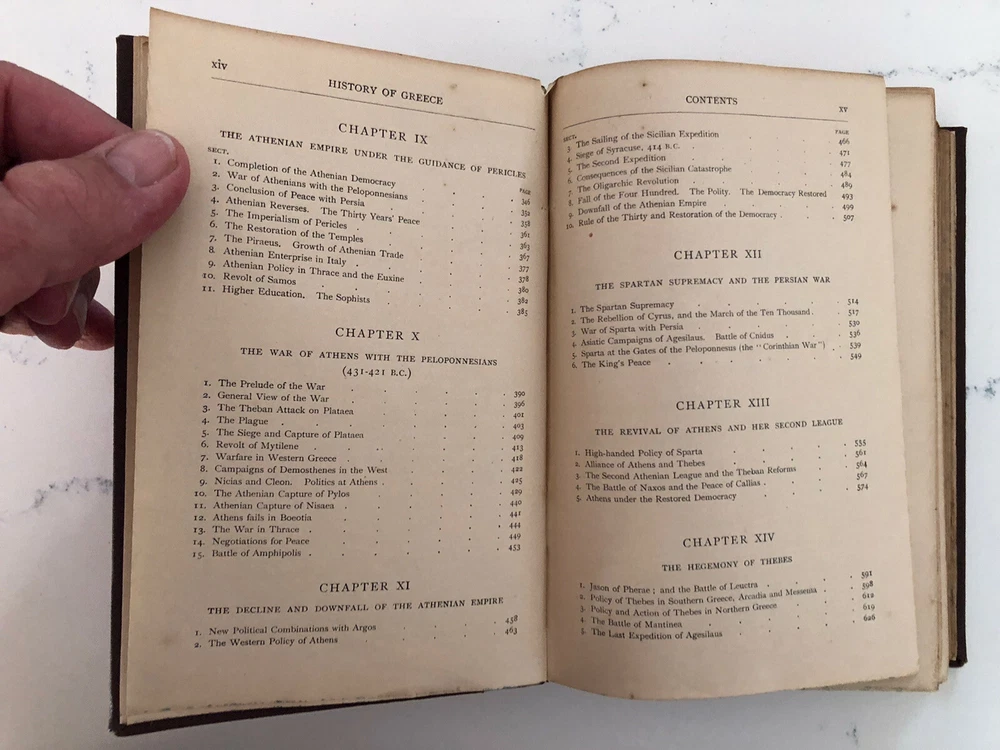 xiv
HISTORY OF GREECE
CHAPTER IX
THE ATHENIAN EMPIRE UNDER THE GUIDANCE OF PERICLES
SECT. PAGE
1. Completion of the Athenian Democracy 346
2. War of Athenians with the Peloponnesians 352
3. Conclusion of Peace with Persia 358
4. Athenian Reverses. The Thirty Years' Peace 361
5. The Imperialism of Pericles 363
6. The Restoration of the Temples 367
7. The Piraeus. Growth of Athenian Trade 377
8. Athenian Enterprise in Italy 378
9. Athenian Policy in Thrace and the Euxine 380
10. Revolt of Samos 382
11. Higher Education. The Sophists 385
CHAPTER X
THE WAR OF ATHENS WITH THE PELOPONNESIANS
(431-421 B.C.)
1. The Prelude of the War 390
2. General View of the War 396
3. The Theban Attack on Plataea 401
4. The Plague 403
5. The Siege and Capture of Plataea 409
6. Revolt of Mytilene 413
7. Warfare in Western Greece 418
8. Campaigns of Demosthenes in the West 422
9. Nicias and Cleon. Politics at Athens 425
10. The Athenian Capture of Pylos 429
11. Athenian Capture of Nisaea 440
12. Athens fails in Boeotia 441
13. The War in Thrace 444
14. Negotiations for Peace 449
15. Battle of Amphipolis 453
CHAPTER XI
THE DECLINE AND DOWNFALL OF THE ATHENIAN EMPIRE
1. New Political Combinations with Argos 458
2. The Western Policy of Athens 463
CONTENTS
xv
SECT. PAGE
3. The Sailing of the Sicilian Expedition 466
4. Siege of Syracuse, 414 B.C. 471
5. The Second Expedition 477
6. Consequences of the Sicilian Catastrophe 484
7. The Oligarchic Revolution 489
8. Fall of the Four Hundred. The Polity. The Democracy Restored 493
9. Downfall of the Athenian Empire 499
10. Rule of the Thirty and Restoration of the Democracy 507
CHAPTER XII
THE SPARTAN SUPREMACY AND THE PERSIAN WAR
1. The Spartan Supremacy 514
2. The Rebellion of Cyrus, and the March of the Ten Thousand 517
3. War of Sparta with Persia 530
4. Asiatic Campaigns of Agesilaus. Battle of Cnidus 536
5. Sparta at the Gates of the Peloponnesus (the "Corinthian War") 539
6. The King's Peace 549
CHAPTER XIII
THE REVIVAL OF ATHENS AND HER SECOND LEAGUE
1. High-handed Policy of Sparta 555
2. Alliance of Athens and Thebes 561
3. The Second Athenian League and the Theban Reforms 564
4. The Battle of Naxos and the Peace of Callias 567
5. Athens under the Restored Democracy 574
CHAPTER XIV
THE HEGEMONY OF THEBES
1. Jason of Pherae; and the Battle of Leuctra 591
2. Policy of Thebes in Southern Greece, Arcadia and Messenia 598
3. Policy and Action of Thebes in Northern Greece 612
4. The Battle of Mantinea 619
5. The Last Expedition of Agesilaus 626